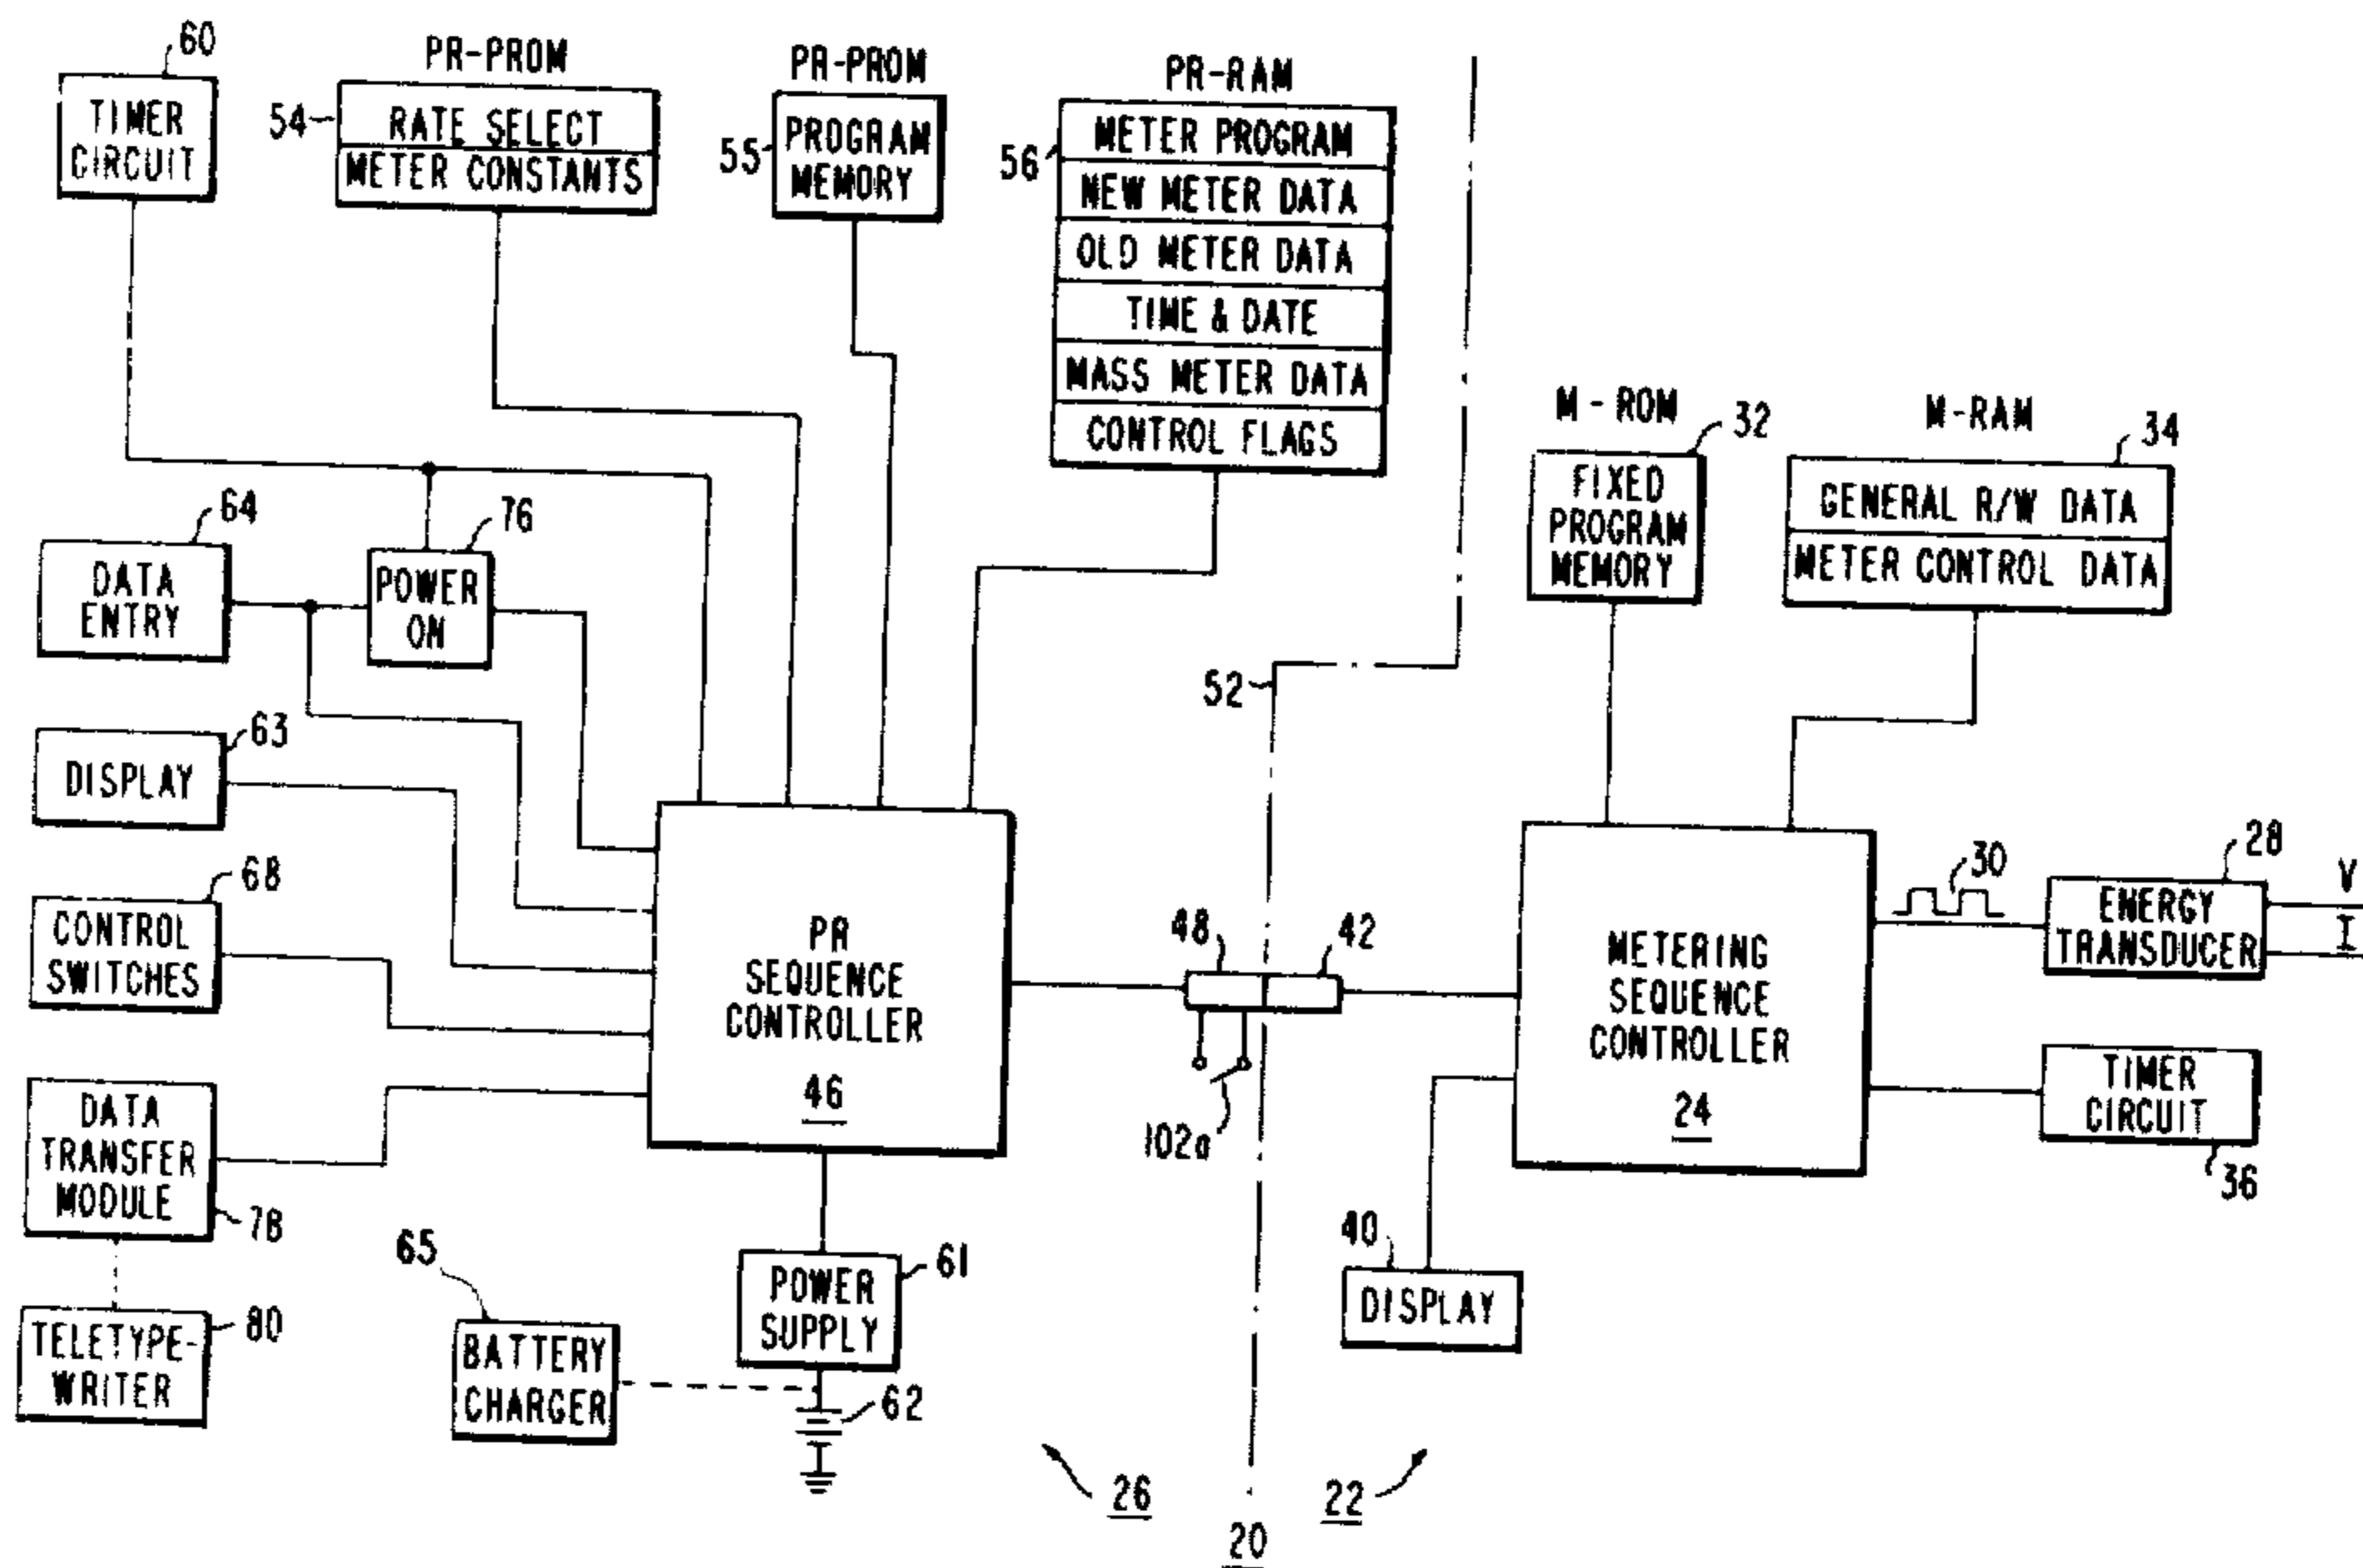 60
TIMER
CIRCUIT
PR-PROM
54
RATE SELECT
METER CONSTANTS
PR-PROM
55
PROGRAM
MEMORY
PR-RAM
56
METER PROGRAM
NEW METER DATA
OLD METER DATA
TIME & DATE
MASS METER DATA
CONTROL FLAGS
M-ROM
32
FIXED
PROGRAM
MEMORY
M-RAM
34
GENERAL R/W DATA
METER CONTROL DATA
64
DATA
ENTRY
76
POWER
ON
52
63
DISPLAY
68
CONTROL
SWITCHES
PR
SEQUENCE
CONTROLLER
46
48
42
102a
METERING
SEQUENCE
CONTROLLER
24
30
28
ENERGY
TRANSDUCER
V
I
TIMER
CIRCUIT
36
DATA
TRANSFER
MODULE
78
65
BATTERY
CHARGER
61
POWER
SUPPLY
62
40
DISPLAY
TELETYPE-
WRITER
80
26
22
20